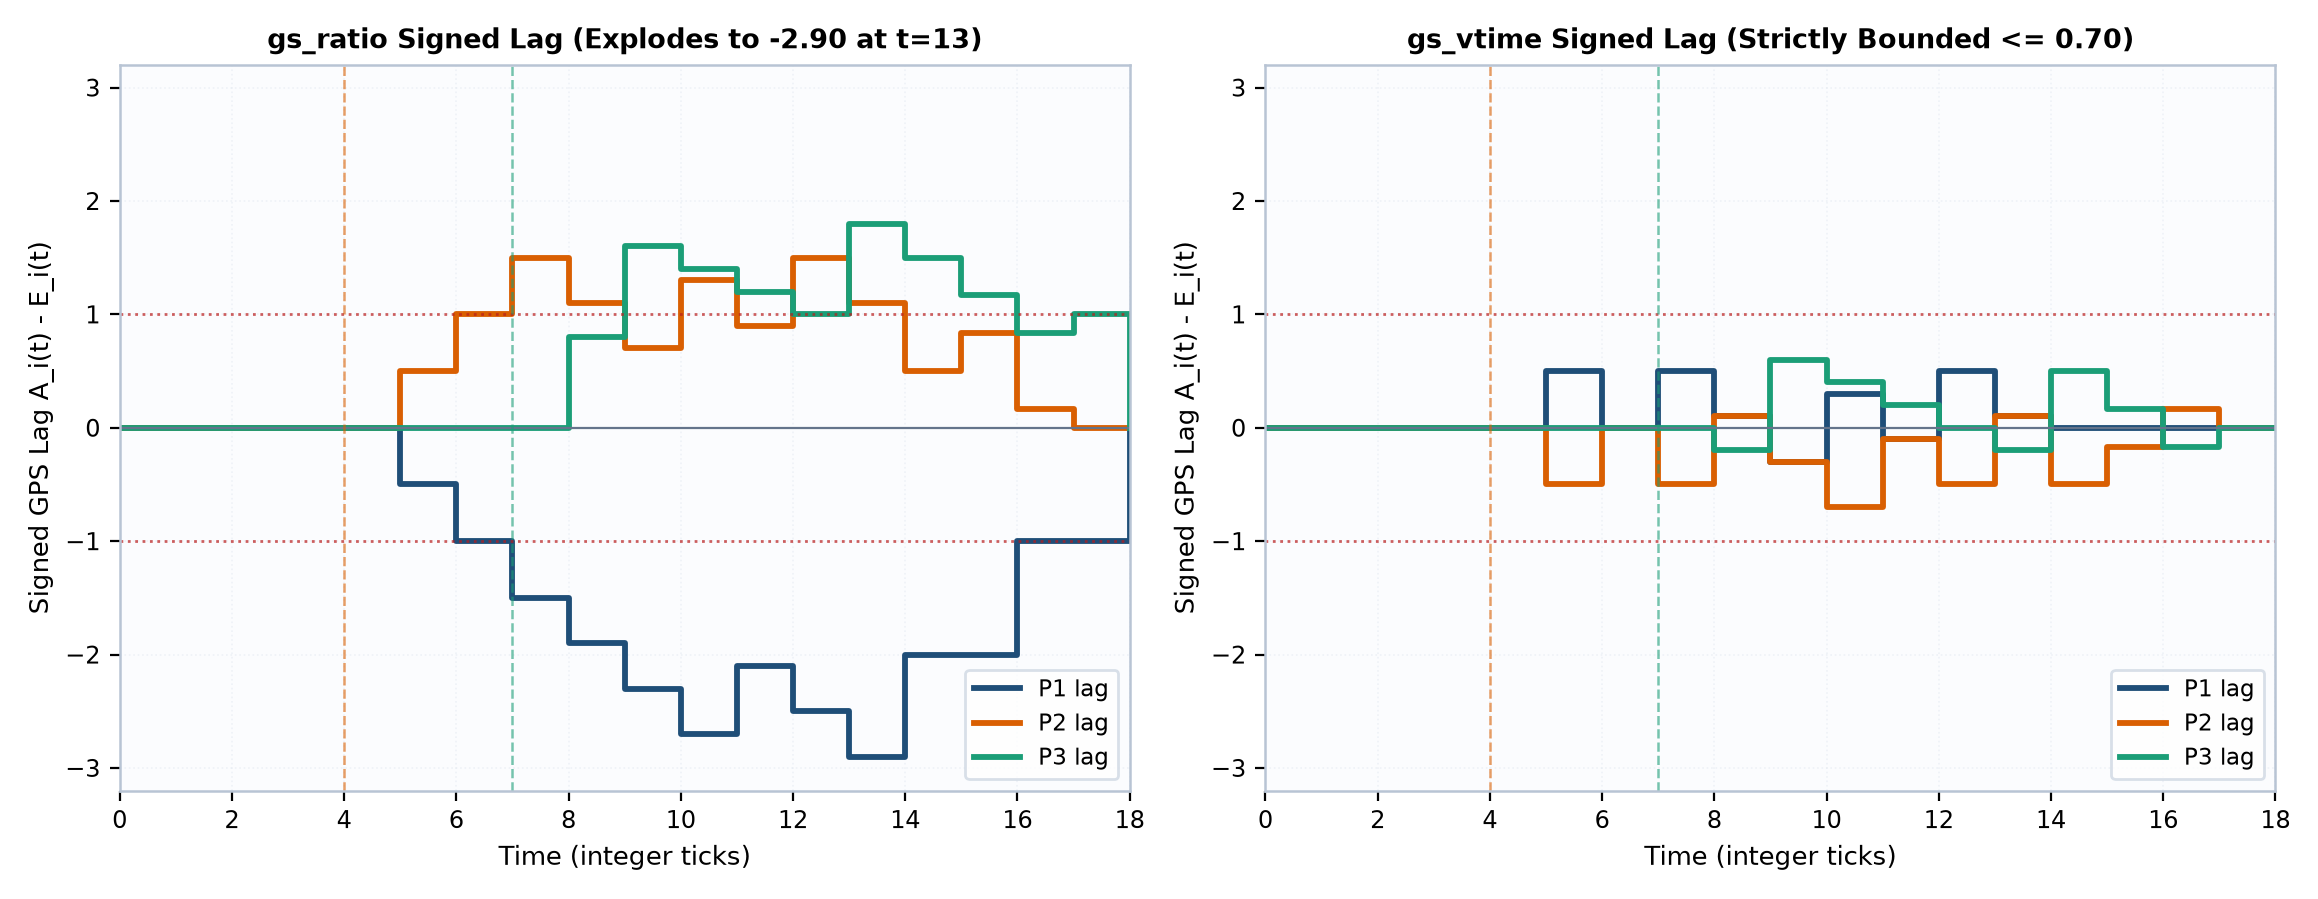 gs_ratio Signed Lag (Explodes to -2.90 at t=13)
Signed GPS Lag A_i(t) - E_i(t)
3
2
1
0
−1
−2
−3
P1 lag
P2 lag
P3 lag
0 2 4 6 8 10 12 14 16 18
Time (integer ticks)
gs_vtime Signed Lag (Strictly Bounded <= 0.70)
Signed GPS Lag A_i(t) - E_i(t)
3
2
1
0
−1
−2
−3
P1 lag
P2 lag
P3 lag
0 2 4 6 8 10 12 14 16 18
Time (integer ticks)